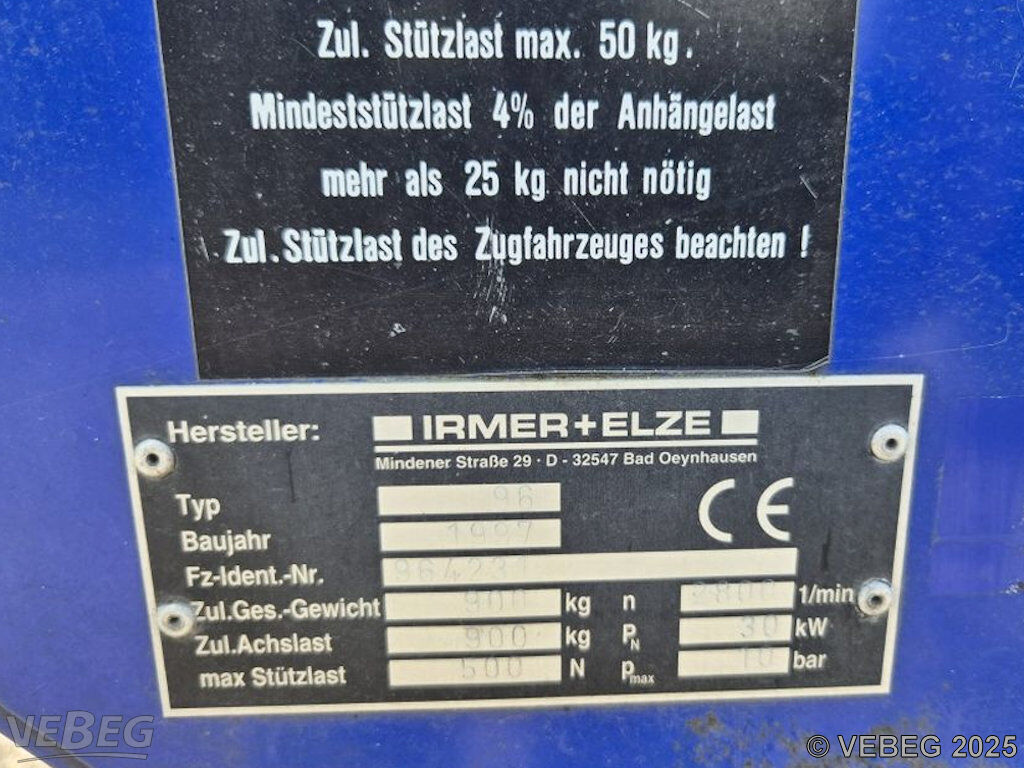 Zul. Stützlast max. 50 kg.
Mindeststützlast 4% der Anhängelast
mehr als 25 kg nicht nötig
Zul. Stützlast des Zugfahrzeuges beachten !
Hersteller: IRMER+ELZE
Mindener Straße 29 · D - 32547 Bad Oeynhausen
Typ 96 CE
Baujahr 1997
Fz-Ident.-Nr. 964231
Zul.Ges.-Gewicht 900 kg n 2800 1/min
Zul.Achslast 900 kg PN 30 kW
max Stützlast 500 N pmax 10 bar
VEBEG
© VEBEG 2025